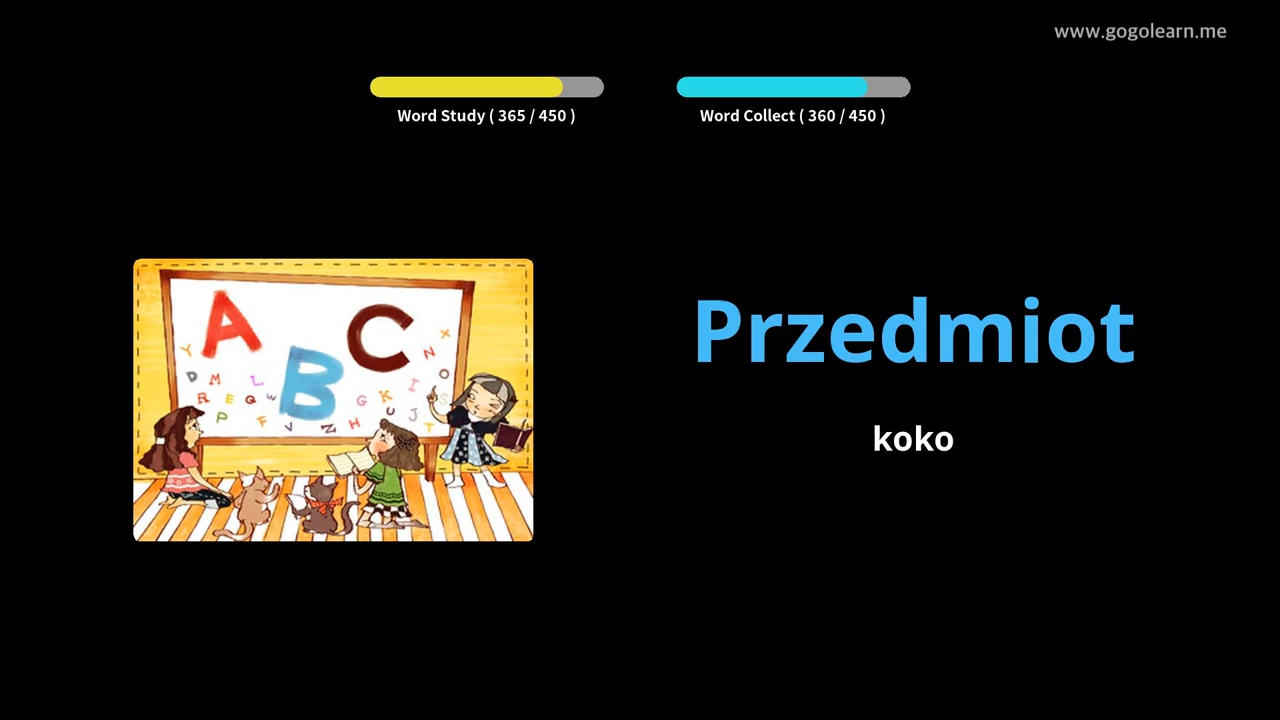 www.gogolearn.me
Word Study ( 365 / 450 )
Word Collect ( 360 / 450 )
A
B
C
X
Y
N
D M L I O
R E Q W G K S
P F V Z H U J T
Przedmiot
koko